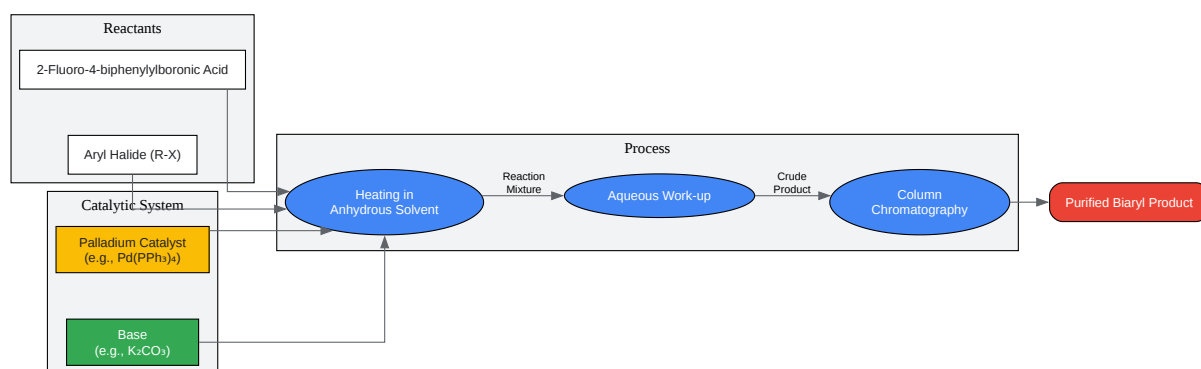 Reactants
2-Fluoro-4-biphenylylboronic Acid
Aryl Halide (R-X)
Catalytic System
Palladium Catalyst
(e.g., Pd(PPh₃)₄)
Base
(e.g., K₂CO₃)
Process
Heating in
Anhydrous Solvent
Reaction
Mixture
Aqueous Work-up
Crude
Product
Column
Chromatography
Purified Biaryl Product